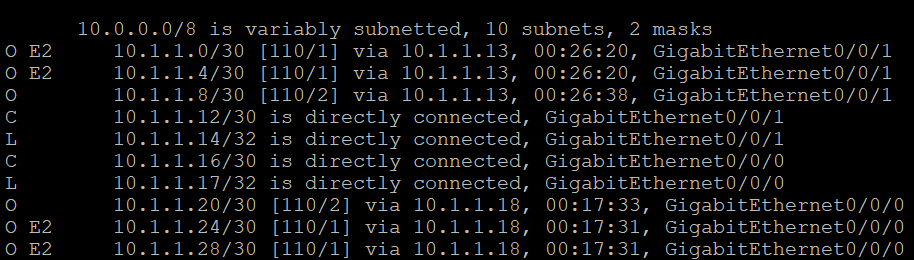 10.0.0.0/8 is variably subnetted, 10 subnets, 2 masks
O E2 10.1.1.0/30 [110/1] via 10.1.1.13, 00:26:20, GigabitEthernet0/0/1
O E2 10.1.1.4/30 [110/1] via 10.1.1.13, 00:26:20, GigabitEthernet0/0/1
O 10.1.1.8/30 [110/2] via 10.1.1.13, 00:26:38, GigabitEthernet0/0/1
C 10.1.1.12/30 is directly connected, GigabitEthernet0/0/1
L 10.1.1.14/32 is directly connected, GigabitEthernet0/0/1
C 10.1.1.16/30 is directly connected, GigabitEthernet0/0/0
L 10.1.1.17/32 is directly connected, GigabitEthernet0/0/0
O 10.1.1.20/30 [110/2] via 10.1.1.18, 00:17:33, GigabitEthernet0/0/0
O E2 10.1.1.24/30 [110/1] via 10.1.1.18, 00:17:31, GigabitEthernet0/0/0
O E2 10.1.1.28/30 [110/1] via 10.1.1.18, 00:17:31, GigabitEthernet0/0/0